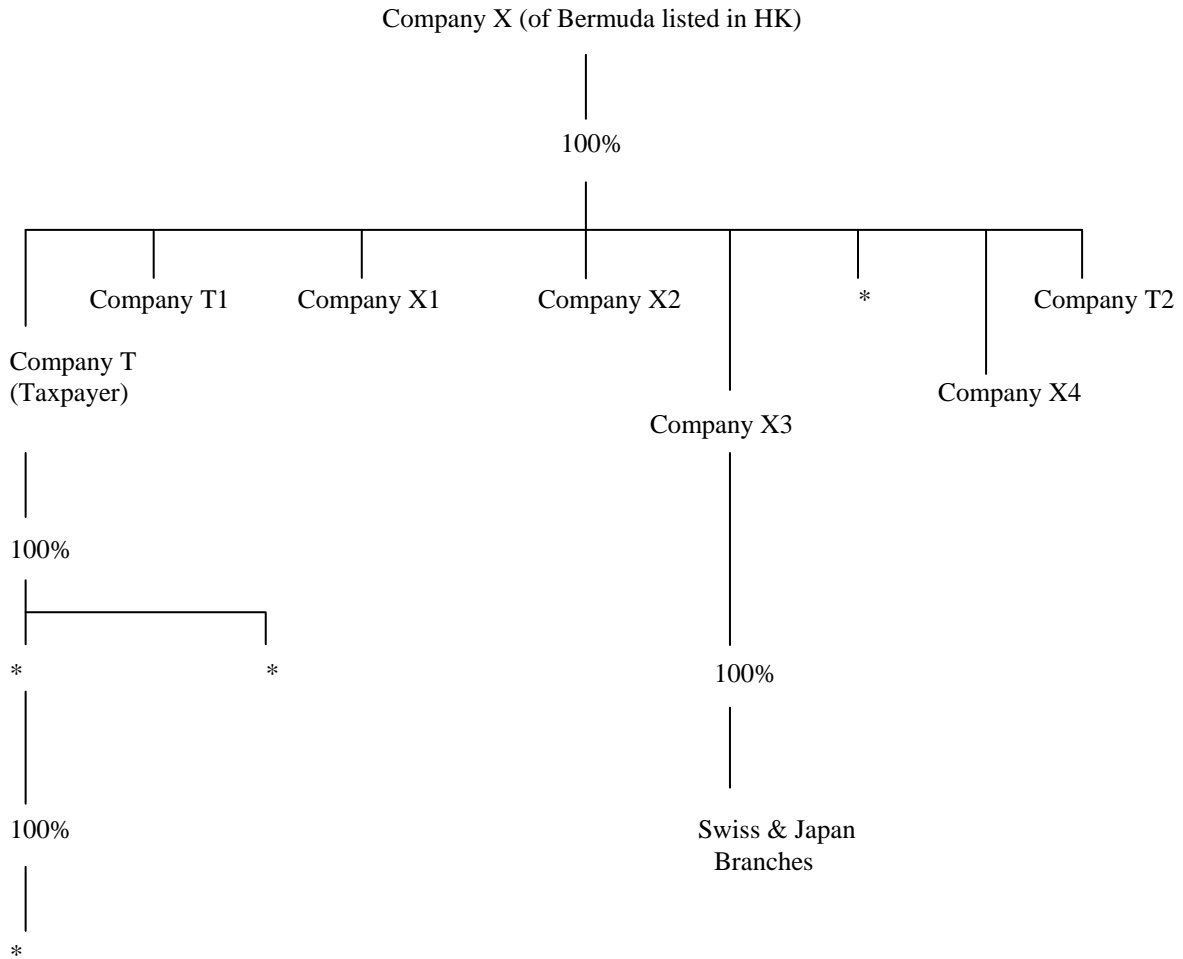 Company X (of Bermuda listed in HK)
100%
Company T1
Company X1
Company X2
*
Company T2
Company T
(Taxpayer)
Company X4
Company X3
100%
*
*
100%
100%
Swiss & Japan
Branches
*